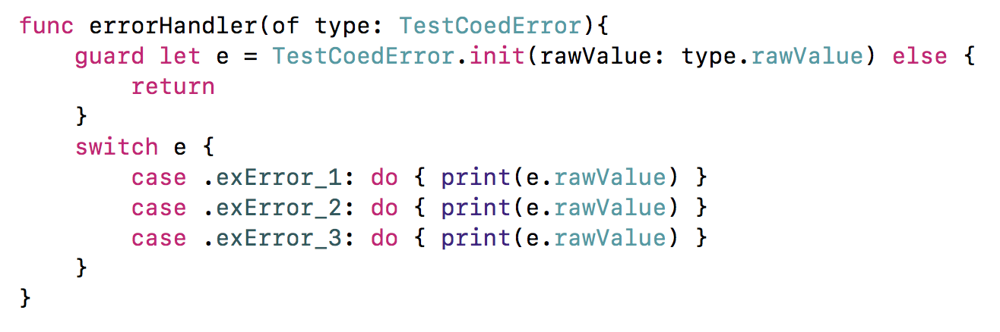 func errorHandler(of type: TestCoedError){
    guard let e = TestCoedError.init(rawValue: type.rawValue) else {
        return
    }
    switch e {
        case .exError_1: do { print(e.rawValue) }
        case .exError_2: do { print(e.rawValue) }
        case .exError_3: do { print(e.rawValue) }
    }
}